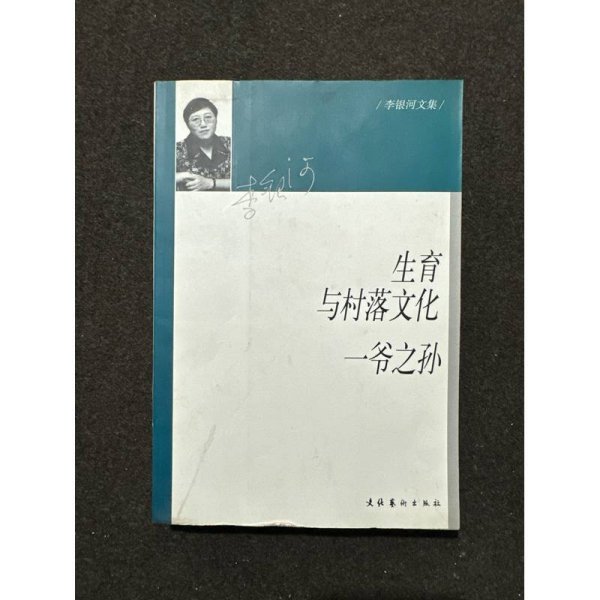 /李银河文集/
李银河
生育
与村落文化
一爷之孙
文化艺术出版社